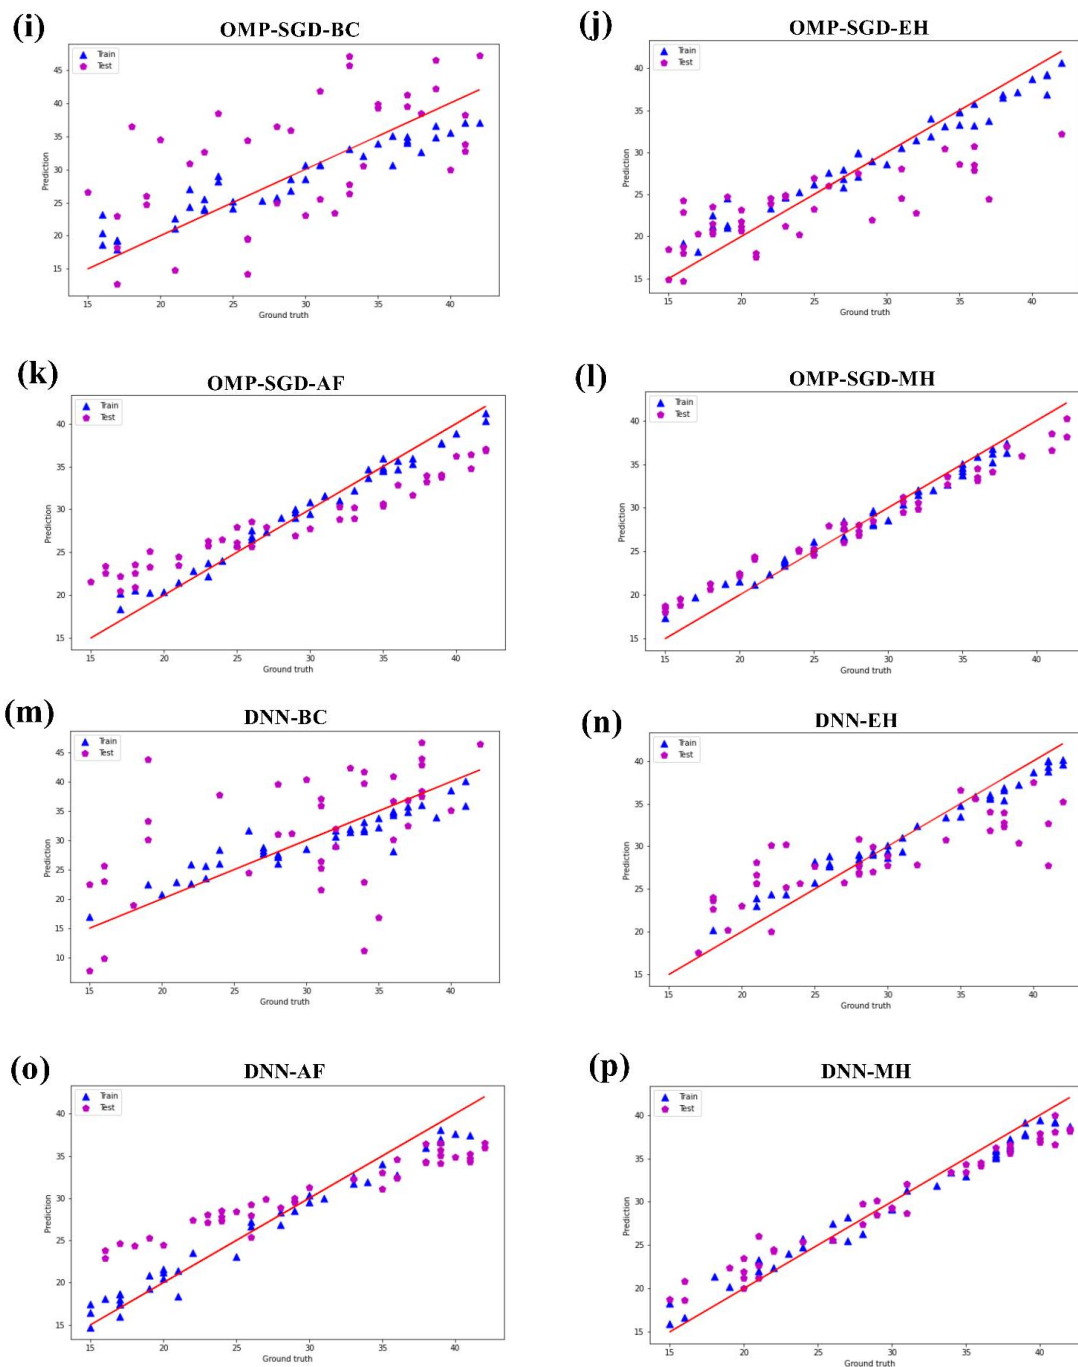 (i)
OMP-SGD-BC
Train
Test
45
40
35
30
25
20
15
Prediction
15 20 25 30 35 40
Ground truth
(j)
OMP-SGD-EH
Train
Test
40
35
30
25
20
15
Prediction
15 20 25 30 35 40
Ground truth
(k)
OMP-SGD-AF
Train
Test
40
35
30
25
20
15
Prediction
15 20 25 30 35 40
Ground truth
(l)
OMP-SGD-MH
Train
Test
40
35
30
25
20
15
Prediction
15 20 25 30 35 40
Ground truth
(m)
DNN-BC
Train
Test
45
40
35
30
25
20
15
10
Prediction
15 20 25 30 35 40
Ground truth
(n)
DNN-EH
Train
Test
40
35
30
25
20
15
Prediction
15 20 25 30 35 40
Ground truth
(o)
DNN-AF
Train
Test
40
35
30
25
20
15
Prediction
15 20 25 30 35 40
Ground truth
(p)
DNN-MH
Train
Test
40
35
30
25
20
15
Prediction
15 20 25 30 35 40
Ground truth